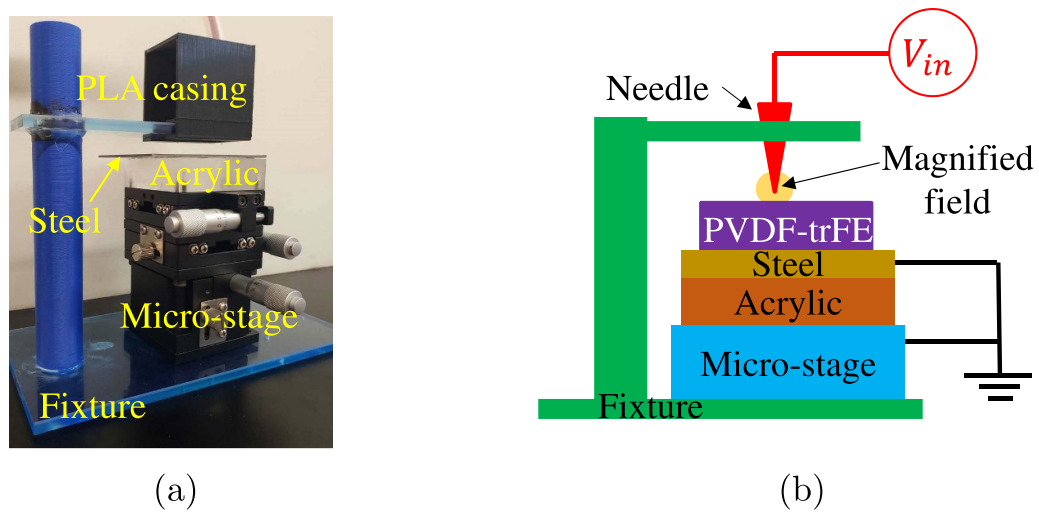 PLA casing
Acrylic
Steel
Micro-stage
Fixture
(a)
V_in
Needle
Magnified
field
PVDF-trFE
Steel
Acrylic
Micro-stage
Fixture
(b)